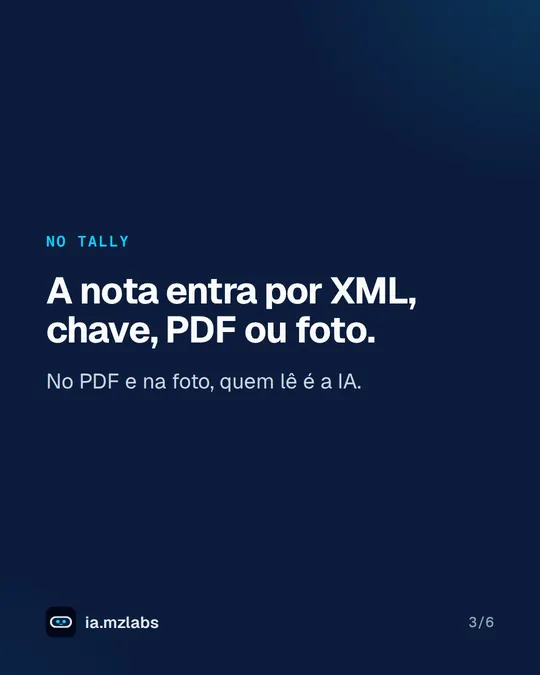 NO TALLY
A nota entra por XML,
chave, PDF ou foto.
No PDF e na foto, quem lê é a IA.
ia.mzlabs
3/6